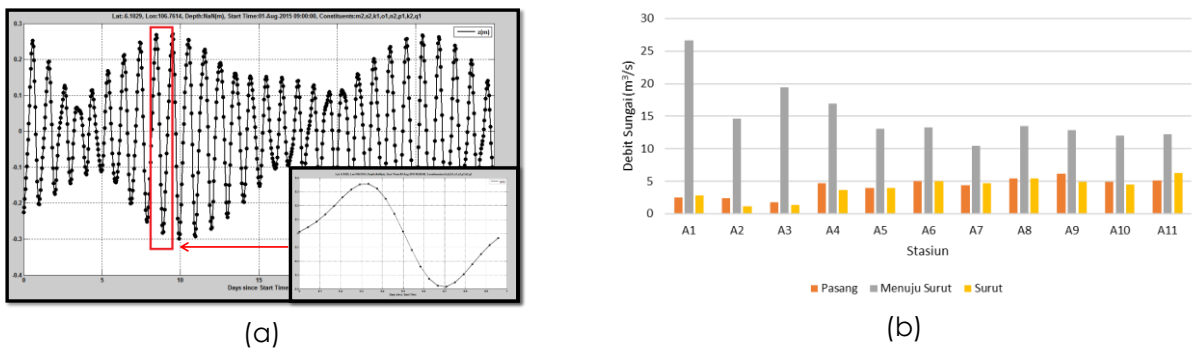 Lat:-6.1029, Lon:106.7616, Depth:NaN(m), Start Time:01-Aug-2015 09:00:00, Constituents:m2,s2,k1,o1,n2,p1,k2,q1
z(m)
0.3
0.2
0.1
0
-0.1
-0.2
-0.3
-0.4
0
5
10
15
Days since Start Time
(a)
Debit Sungai (m³/s)
30
25
20
15
10
5
0
A1 A2 A3 A4 A5 A6 A7 A8 A9 A10 A11
Stasiun
Pasang Menuju Surut Surut
(b)